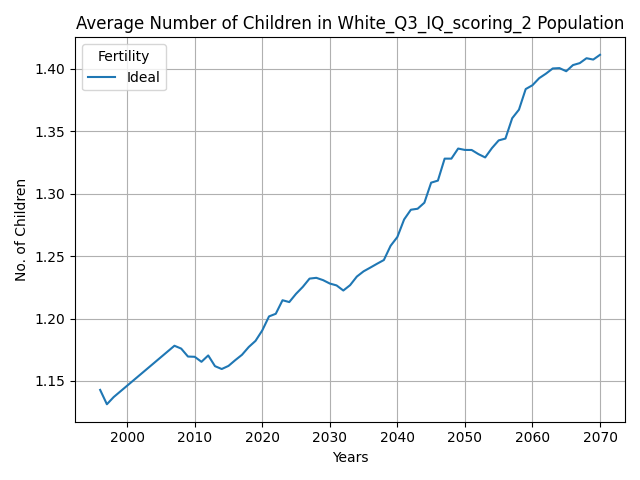 Average Number of Children in White_Q3_IQ_scoring_2 Population
Fertility
Ideal
No. of Children
1.40
1.35
1.30
1.25
1.20
1.15
2000 2010 2020 2030 2040 2050 2060 2070
Years